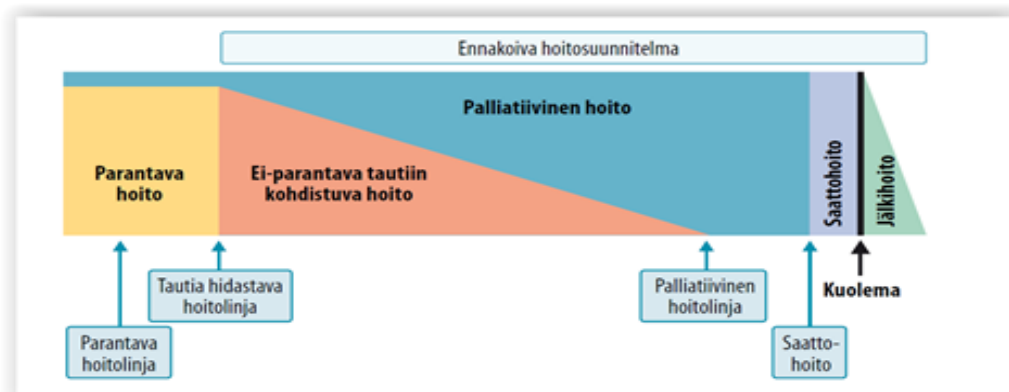 Ennakoiva hoitosuunnitelma
Palliatiivinen hoito
Parantava
hoito
Ei-parantava tautiin
kohdistuva hoito
Saattohoito
Jälkihoito
Tautia hidastava
hoitolinja
Palliatiivinen
hoitolinja
Kuolema
Parantava
hoitolinja
Saatto-
hoito